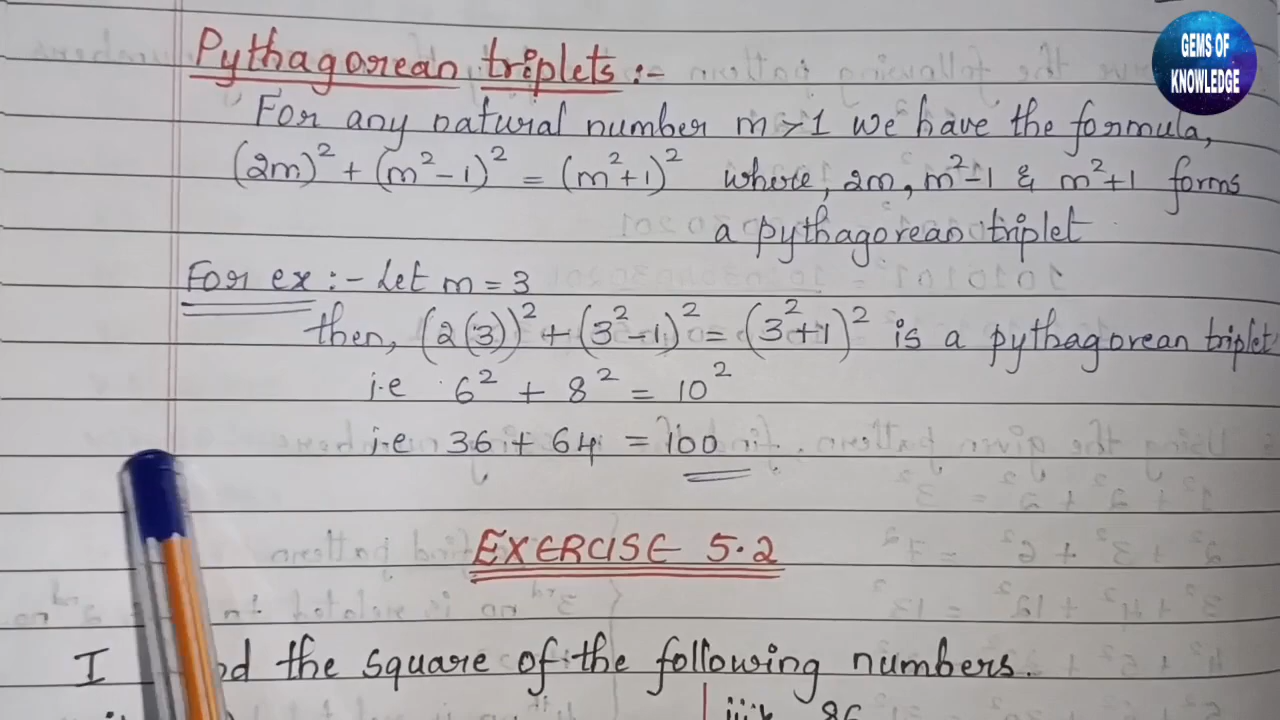 GEMS OF
KNOWLEDGE
Pythagorean triplets :-
For any natural number m > 1 we have the formula,
(2m)² + (m² - 1)² = (m² + 1)² where, 2m, m² - 1 & m² + 1 forms
a pythagorean triplet
For ex :- Let m = 3
then, (2(3))² + (3² - 1)² = (3² + 1)² is a pythagorean triplet
i.e 6² + 8² = 10²
i.e 36 + 64 = 100
EXERCISE 5.2
I the square of the following numbers.
iii) 86